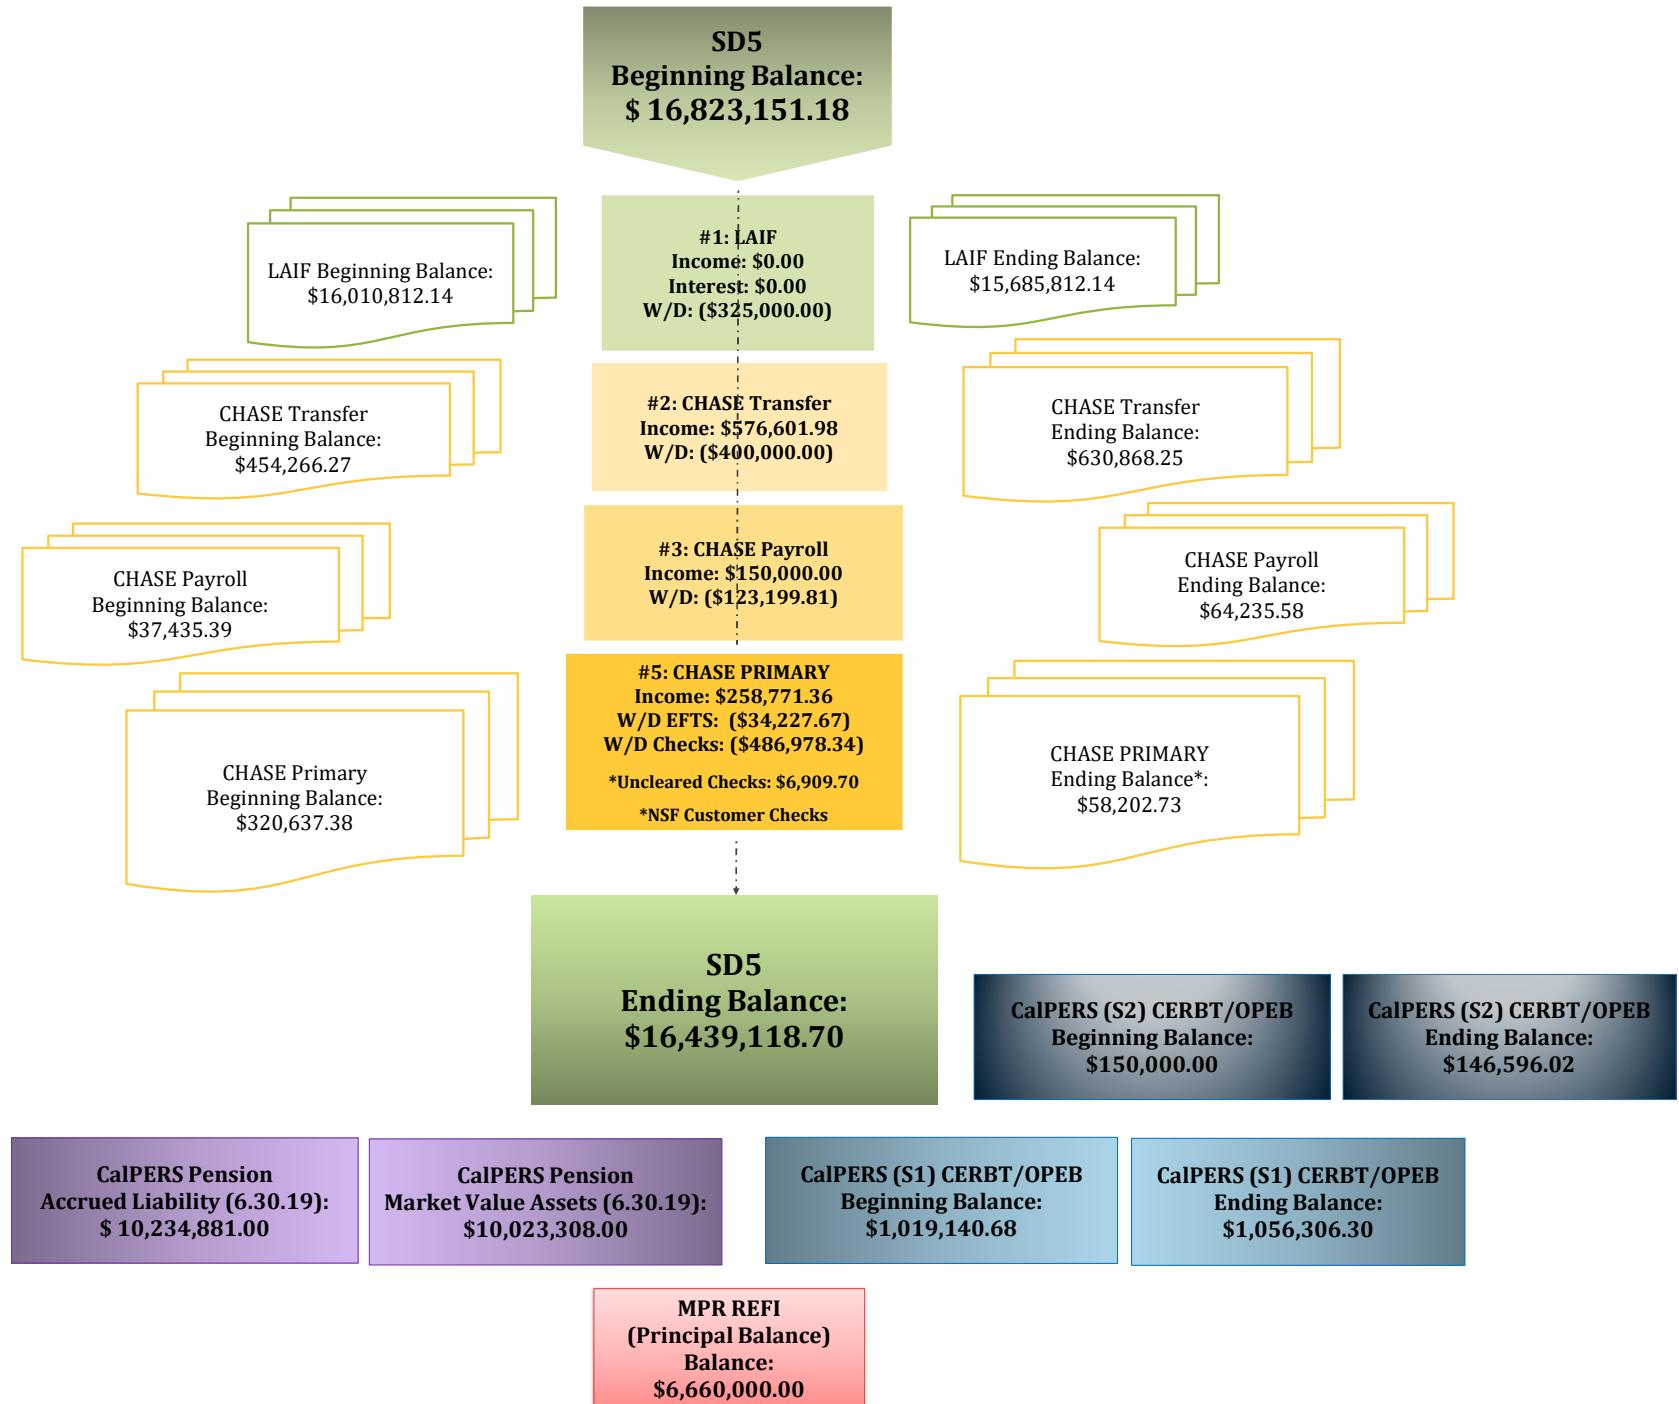 SD5
Beginning Balance:
$ 16,823,151.18
LAIF Beginning Balance:
$16,010,812.14
#1: LAIF
Income: $0.00
Interest: $0.00
W/D: ($325,000.00)
LAIF Ending Balance:
$15,685,812.14
CHASE Transfer
Beginning Balance:
$454,266.27
#2: CHASE Transfer
Income: $576,601.98
W/D: ($400,000.00)
CHASE Transfer
Ending Balance:
$630,868.25
CHASE Payroll
Beginning Balance:
$37,435.39
#3: CHASE Payroll
Income: $150,000.00
W/D: ($123,199.81)
CHASE Payroll
Ending Balance:
$64,235.58
CHASE Primary
Beginning Balance:
$320,637.38
#5: CHASE PRIMARY
Income: $258,771.36
W/D EFTS: ($34,227.67)
W/D Checks: ($486,978.34)
*Uncleared Checks: $6,909.70
*NSF Customer Checks
CHASE PRIMARY
Ending Balance*:
$58,202.73
SD5
Ending Balance:
$16,439,118.70
CalPERS (S2) CERBT/OPEB
Beginning Balance:
$150,000.00
CalPERS (S2) CERBT/OPEB
Ending Balance:
$146,596.02
CalPERS Pension
Accrued Liability (6.30.19):
$ 10,234,881.00
CalPERS Pension
Market Value Assets (6.30.19):
$10,023,308.00
CalPERS (S1) CERBT/OPEB
Beginning Balance:
$1,019,140.68
CalPERS (S1) CERBT/OPEB
Ending Balance:
$1,056,306.30
MPR REFI
(Principal Balance)
Balance:
$6,660,000.00